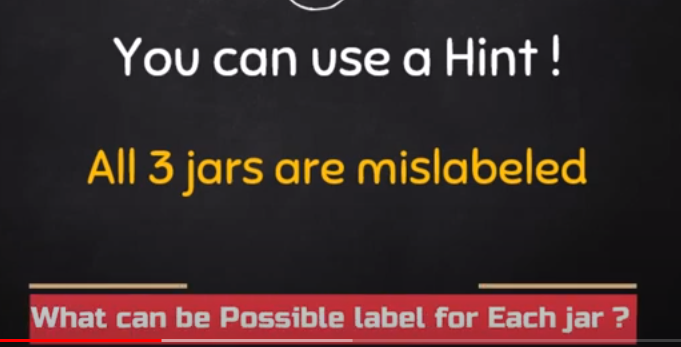 You can use a Hint !
All 3 jars are mislabeled
What can be Possible label for Each jar ?